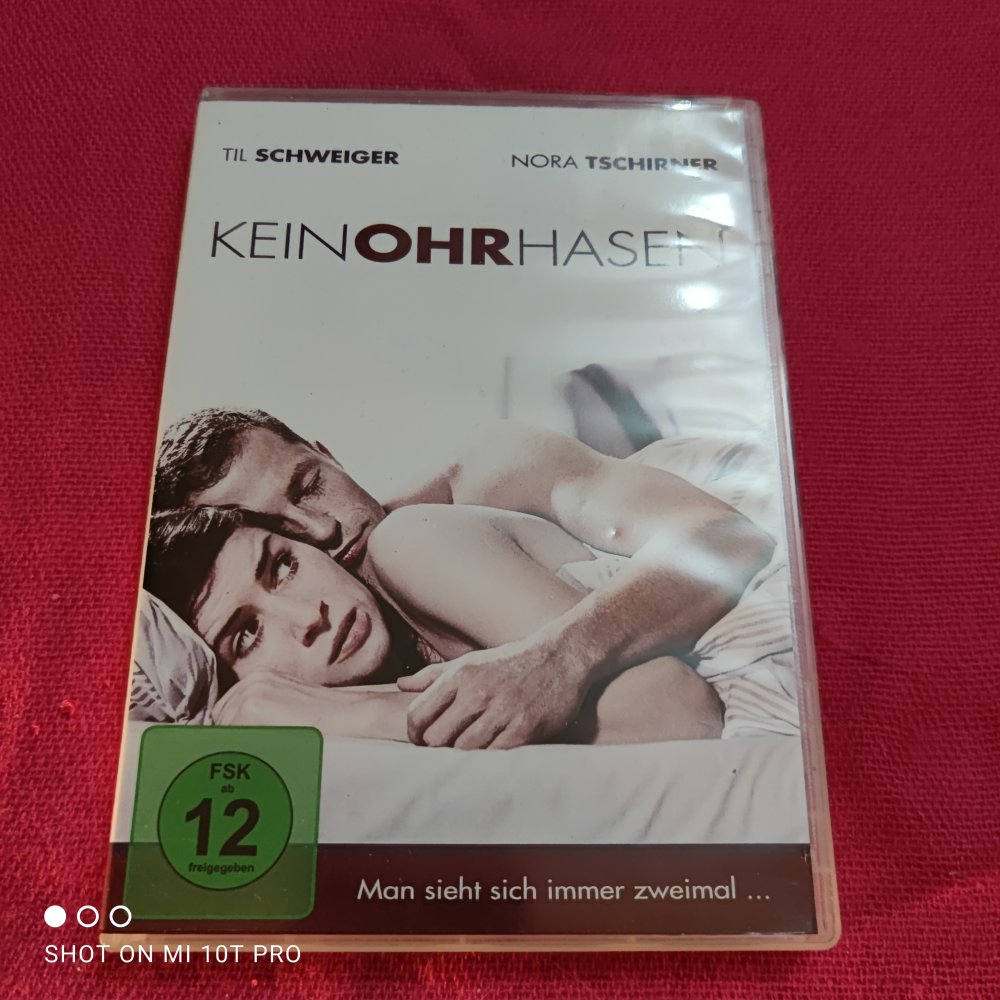 TIL SCHWEIGER
NORA TSCHIRNER
KEINOHRHASEN
FSK
ab
12
freigegeben
Man sieht sich immer zweimal ...
SHOT ON MI 10T PRO